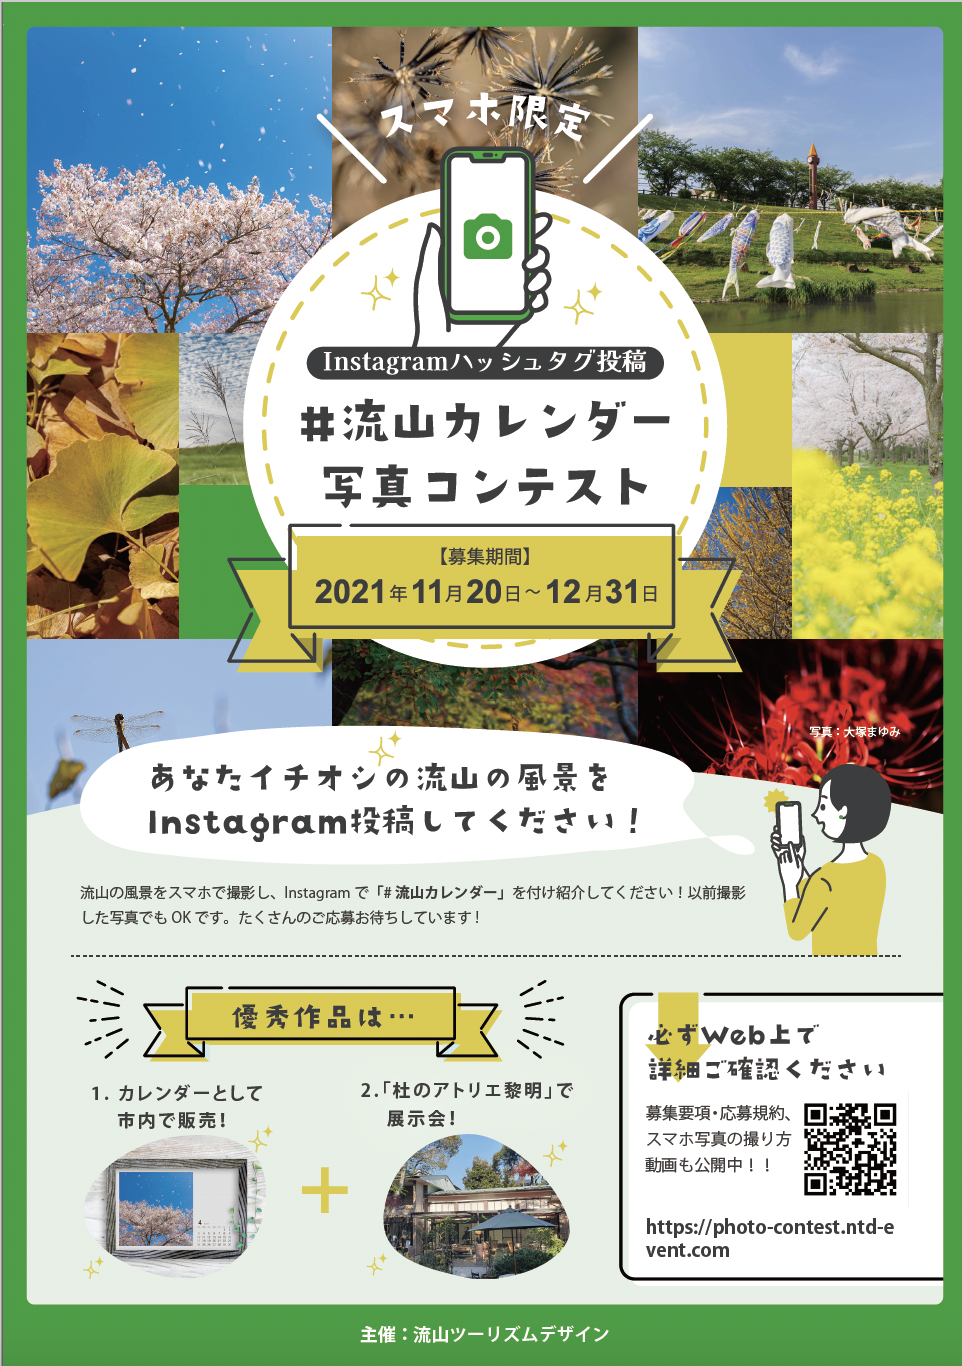 スマホ限定
Instagramハッシュタグ投稿
#流山カレンダー
写真コンテスト
【募集期間】
2021年11月20日~12月31日
写真:大塚まゆみ
あなたイチオシの流山の風景を
Instagram投稿してください!
流山の風景をスマホで撮影し、Instagram で「# 流山カレンダー」を付け紹介してください!以前撮影
した写真でも OK です。たくさんのご応募お待ちしています!
優秀作品は…
1. カレンダーとして
市内で販売!
2.「杜のアトリエ黎明」で
展示会!
4
必ずWeb上で
詳細ご確認ください
募集要項・応募規約、
スマホ写真の撮り方
動画も公開中!!
https://photo-contest.ntd-e
vent.com
主催:流山ツーリズムデザイン